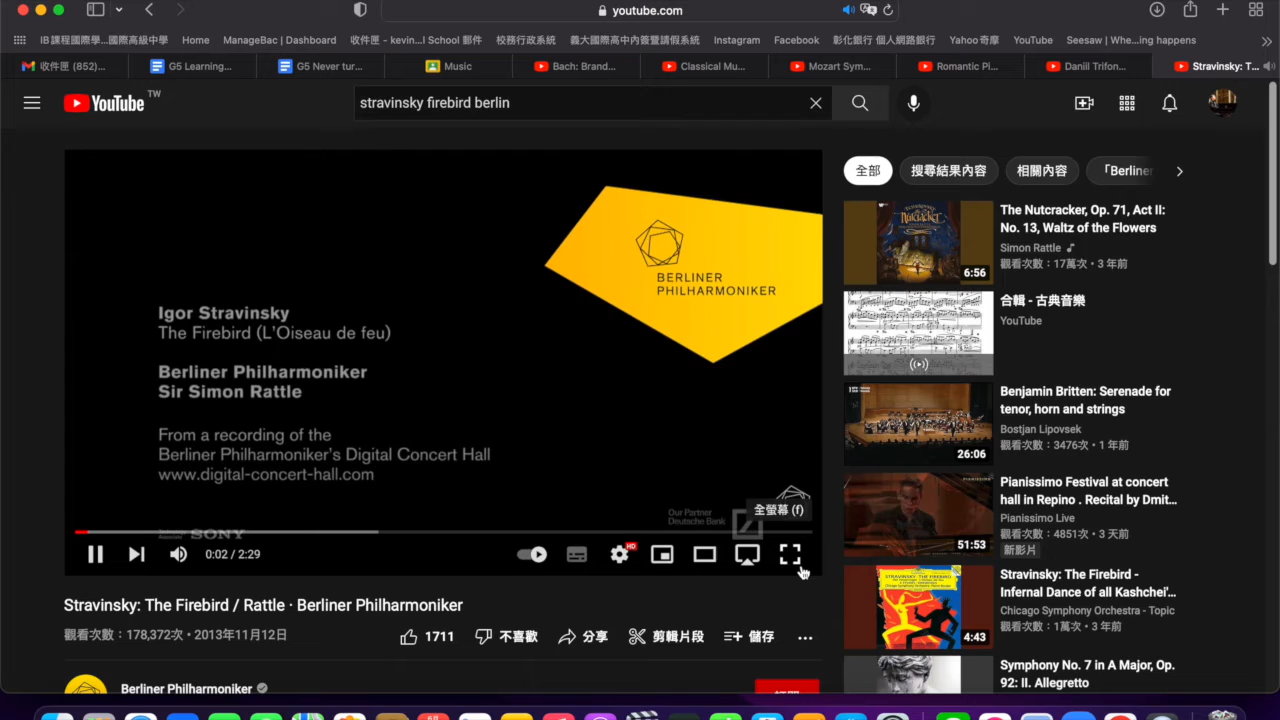 youtube.com
IB課程國際學...國際高級中學 Home ManageBac | Dashboard 收件匣 - kevin...l School 郵件 校務行政系統 義大國際高中內簽暨請假系統 Instagram Facebook 彰化銀行 個人網路銀行 Yahoo奇摩 YouTube Seesaw | Whe...ing happens
收件匣 (852)... G5 Learning... G5 Never tur... Music Bach: Brand... Classical Mu... Mozart Sym... Romantic Pi... Daniil Trifon... Stravinsky: T...
YouTube TW
stravinsky firebird berlin
BERLINER
PHILHARMONIKER
Igor Stravinsky
The Firebird (L'Oiseau de feu)
Berliner Philharmoniker
Sir Simon Rattle
From a recording of the
Berliner Philharmoniker's Digital Concert Hall
www.digital-concert-hall.com
全螢幕 (f)
Our Partner
Deutsche Bank
SONY
0:02 / 2:29
HD
Stravinsky: The Firebird / Rattle · Berliner Philharmoniker
觀看次數：178,372次 · 2013年11月12日
1711 不喜歡 分享 剪輯片段 儲存
Berliner Philharmoniker
全部 搜尋結果內容 相關內容 「Berliner
The Nutcracker, Op. 71, Act II:
No. 13, Waltz of the Flowers
Simon Rattle
觀看次數：17萬次 · 3 年前
6:56
合輯 - 古典音樂
YouTube
Benjamin Britten: Serenade for
tenor, horn and strings
Bostjan Lipovsek
觀看次數：3476次 · 1 年前
26:06
Pianissimo Festival at concert
hall in Repino . Recital by Dmit...
Pianissimo Live
觀看次數：4851次 · 3 天前
新影片
51:53
Stravinsky: The Firebird -
Infernal Dance of all Kashchei'...
Chicago Symphony Orchestra - Topic
觀看次數：1萬次 · 3 年前
4:43
Symphony No. 7 in A Major, Op.
92: II. Allegretto